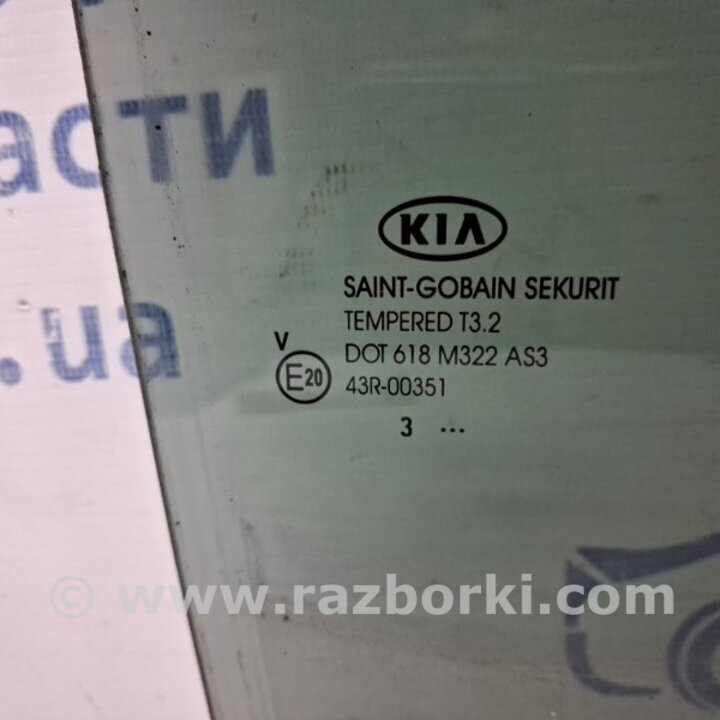 асти
.ua
KIA
SAINT-GOBAIN SEKURIT
TEMPERED T3.2
DOT 618 M322 AS3
V
E20
43R-00351
3 ...
© www.razborki.com